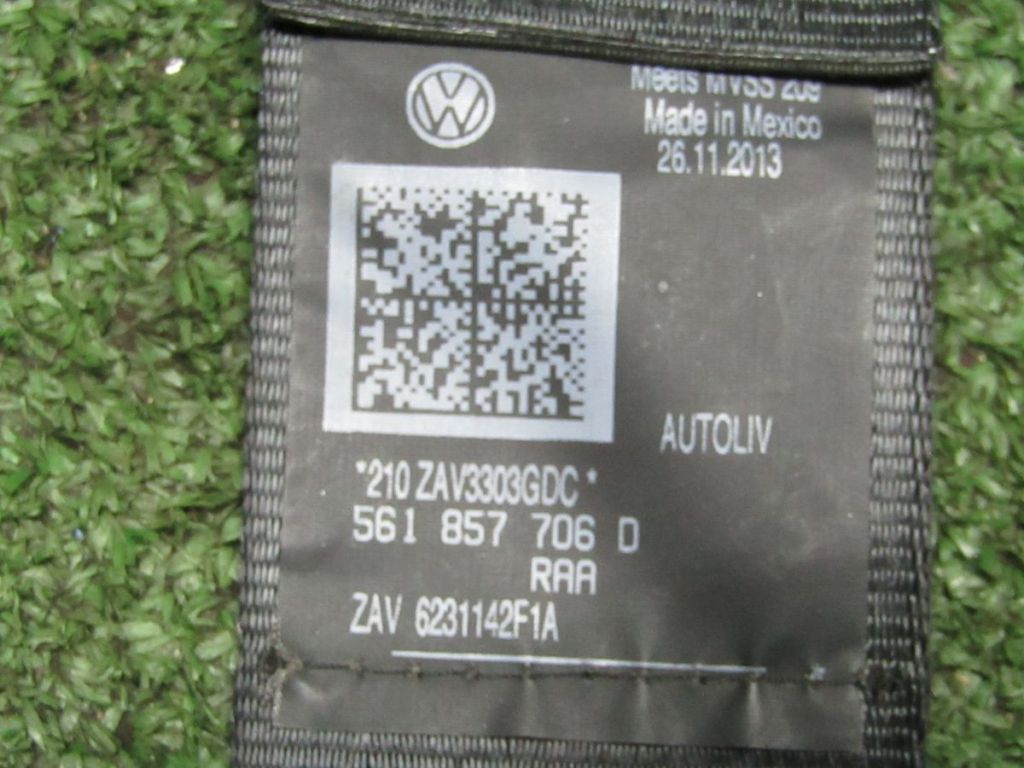 Meets MVSS 209
Made in Mexico
26.11.2013
AUTOLIV
*210 ZAV3303GDC *
561 857 706 D
RAA
ZAV 6231142F1A